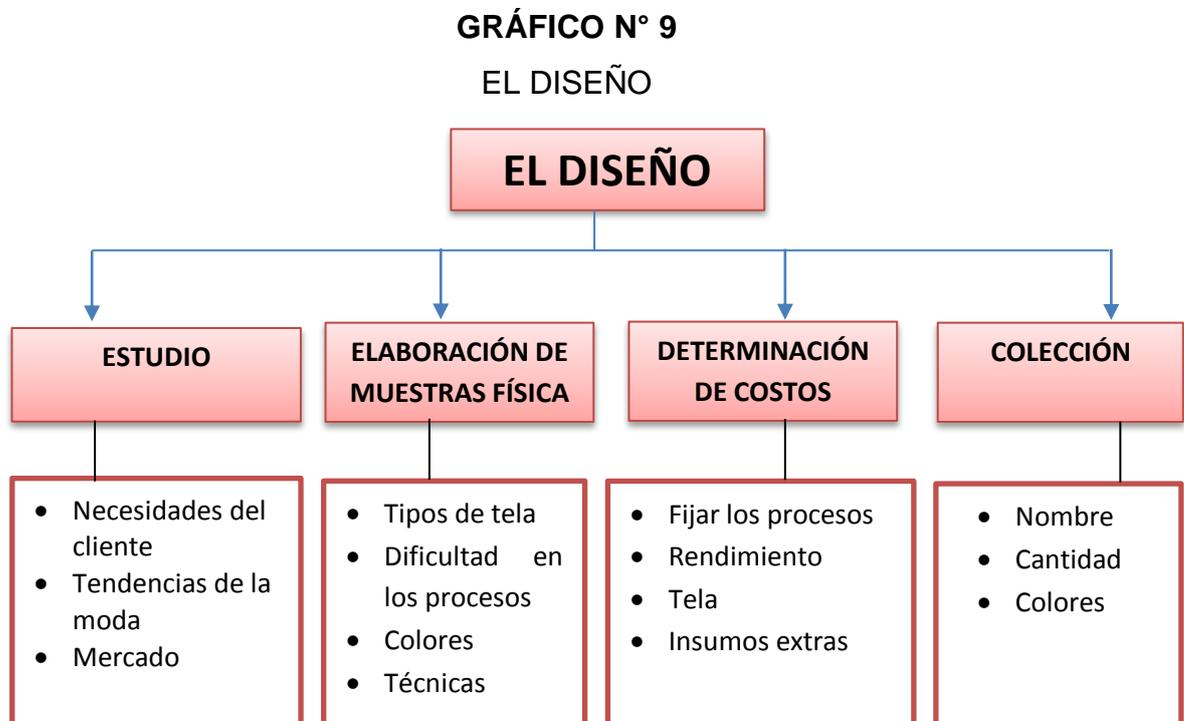 GRÁFICO N° 9
EL DISEÑO
EL DISEÑO
ESTUDIO
ELABORACIÓN DE
MUESTRAS FÍSICA
DETERMINACIÓN
DE COSTOS
COLECCIÓN
• Necesidades del
cliente
• Tendencias de la
moda
• Mercado
• Tipos de tela
• Dificultad en
los procesos
• Colores
• Técnicas
• Fijar los procesos
• Rendimiento
• Tela
• Insumos extras
• Nombre
• Cantidad
• Colores